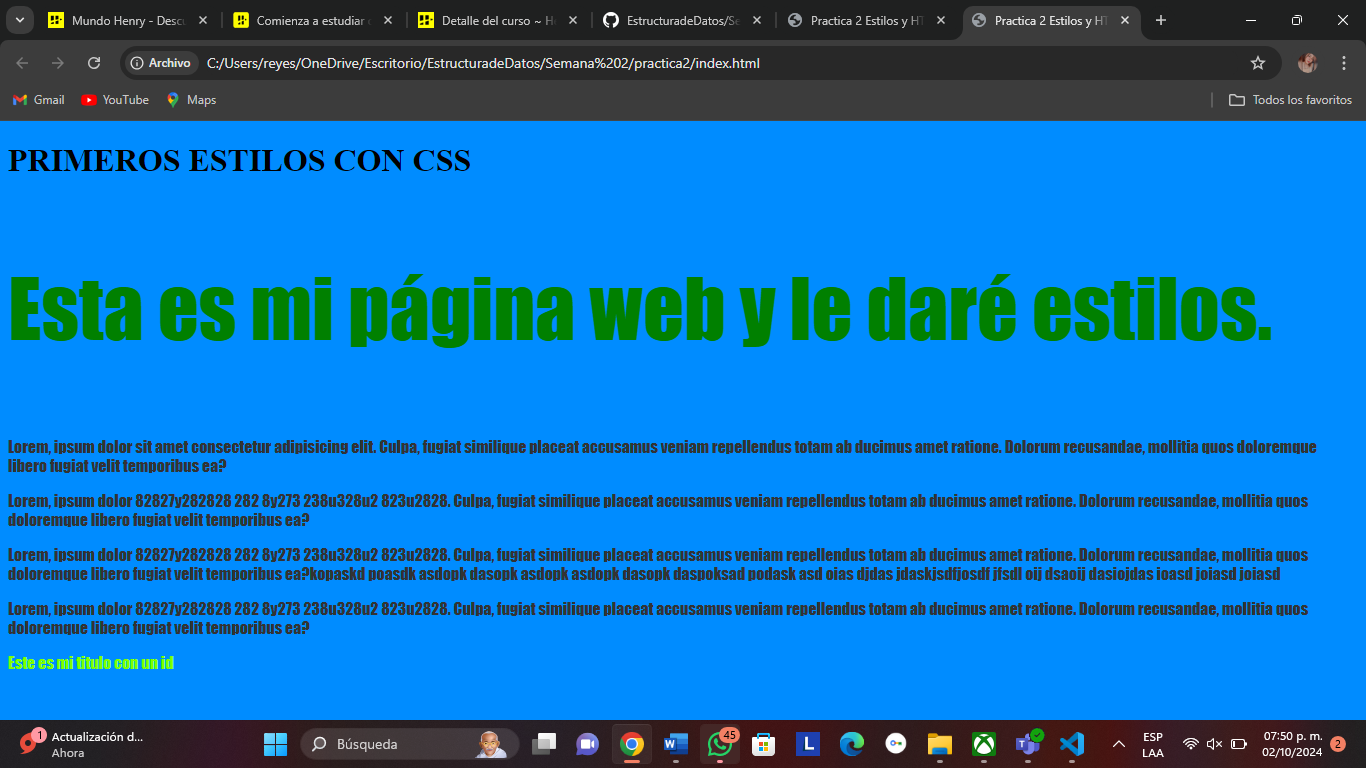 Mundo Henry - Descu
Comienza a estudiar
Detalle del curso ~ He
EstructuradeDatos/Se
Practica 2 Estilos y HT
Practica 2 Estilos y HT
Archivo
C:/Users/reyes/OneDrive/Escritorio/EstructuradeDatos/Semana%202/practica2/index.html
Gmail
YouTube
Maps
Todos los favoritos
PRIMEROS ESTILOS CON CSS
Esta es mi página web y le daré estilos.
Lorem, ipsum dolor sit amet consectetur adipisicing elit. Culpa, fugiat similique placeat accusamus veniam repellendus totam ab ducimus amet ratione. Dolorum recusandae, mollitia quos doloremque
libero fugiat velit temporibus ea?
Lorem, ipsum dolor 82827y282828 282 8y273 238u328u2 823u2828. Culpa, fugiat similique placeat accusamus veniam repellendus totam ab ducimus amet ratione. Dolorum recusandae, mollitia quos
doloremque libero fugiat velit temporibus ea?
Lorem, ipsum dolor 82827y282828 282 8y273 238u328u2 823u2828. Culpa, fugiat similique placeat accusamus veniam repellendus totam ab ducimus amet ratione. Dolorum recusandae, mollitia quos
doloremque libero fugiat velit temporibus ea?kopaskd poasdk asdopk dasopk asdopk asdopk dasopk daspoksad podask asd oias djdas jdaskjsdfjosdf jfsdl oij dsaoij dasiojdas ioasd joiasd joiasd
Lorem, ipsum dolor 82827y282828 282 8y273 238u328u2 823u2828. Culpa, fugiat similique placeat accusamus veniam repellendus totam ab ducimus amet ratione. Dolorum recusandae, mollitia quos
doloremque libero fugiat velit temporibus ea?
Este es mi titulo con un id
1
Actualización d...
Ahora
Búsqueda
45
L
ESP
LAA
07:50 p. m.
02/10/2024
2